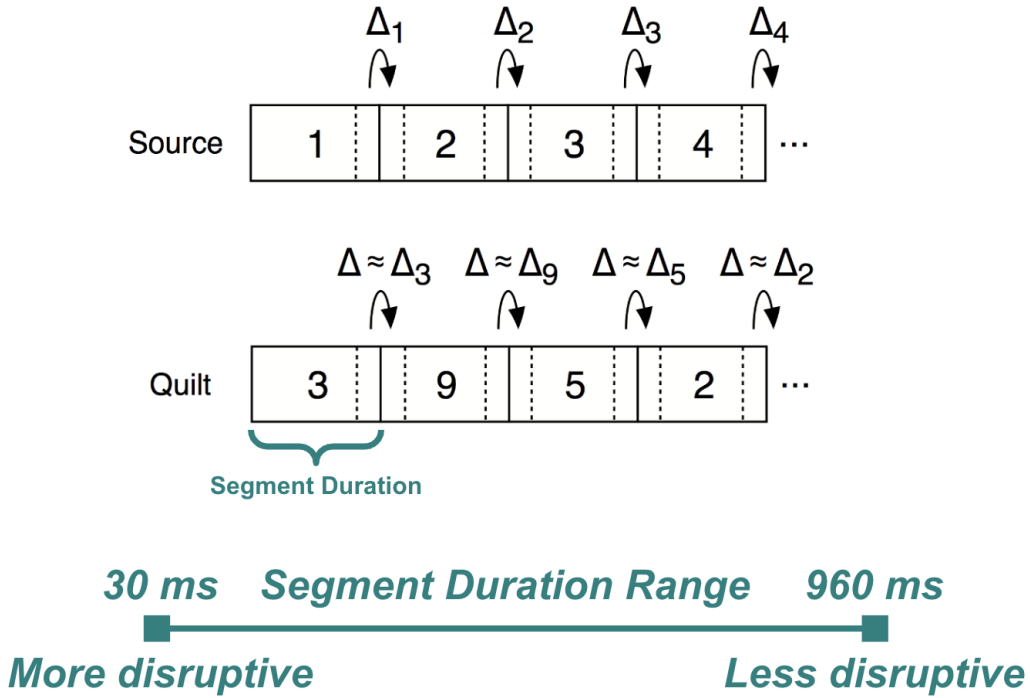 Δ₁ Δ₂ Δ₃ Δ₄
Source 1 2 3 4 ...
Δ ≈ Δ₃ Δ ≈ Δ₉ Δ ≈ Δ₅ Δ ≈ Δ₂
Quilt 3 9 5 2 ...
Segment Duration
30 ms Segment Duration Range 960 ms
More disruptive Less disruptive